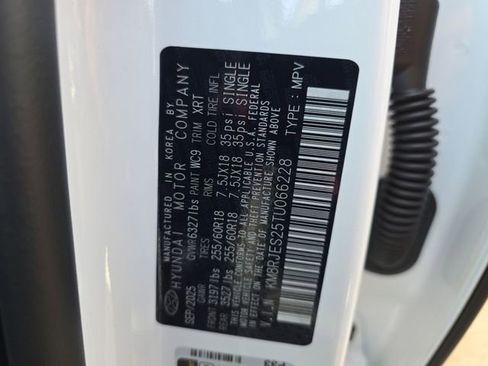 MANUFACTURED IN KOREA BY
HYUNDAI MOTOR COMPANY
SEP/2025 GVWR 6327lbs PAINT WC9 TRIM XRT
GAWR TIRES RIMS COLD TIRE INFL
FRONT 3197lbs 255/60R18 7.5JX18 35psi SINGLE
REAR 3527lbs 255/60R18 7.5JX18 35psi SINGLE
THIS VEHICLE CONFORMS TO ALL APPLICABLE U.S.A. FEDERAL
MOTOR VEHICLE SAFETY, BUMPER AND THEFT PREVENTION STANDARDS
IN EFFECT ON THE DATE OF MANUFACTURE SHOWN ABOVE
V.I.N KM8RJES25TU066228 TYPE: MPV
P33